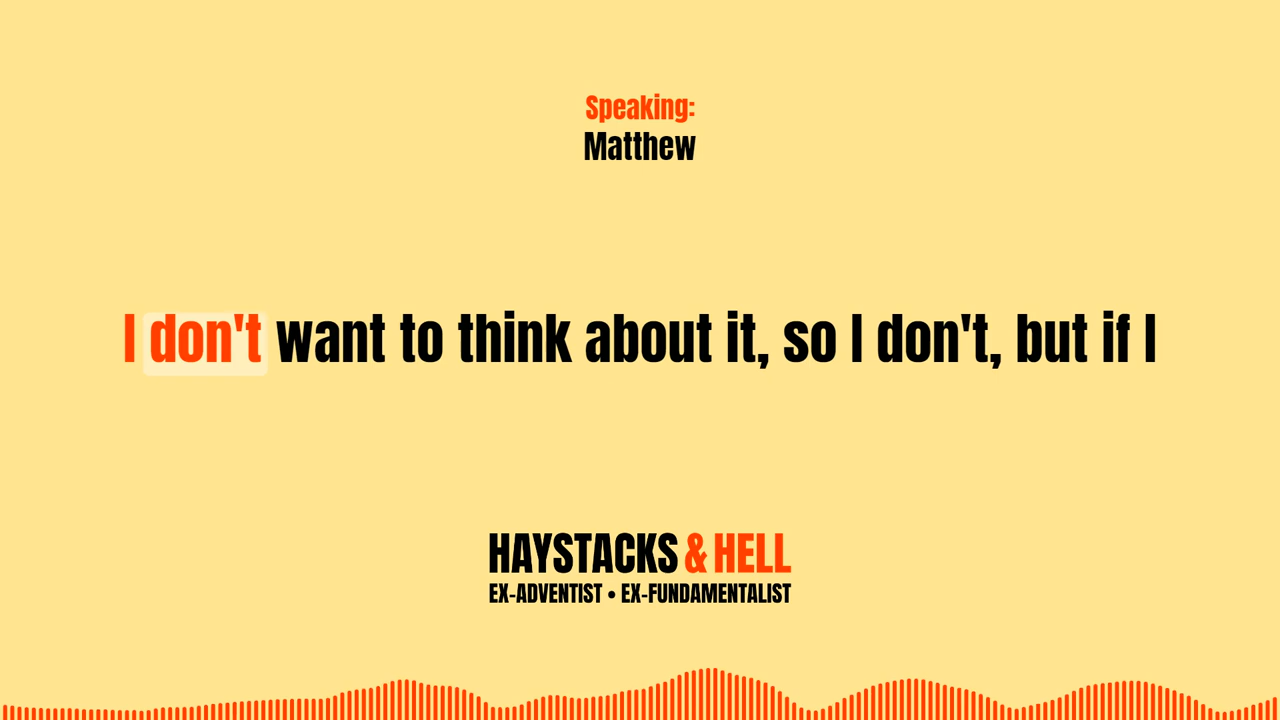 Speaking:
Matthew
I don't want to think about it, so I don't, but if I
HAYSTACKS & HELL
EX-ADVENTIST • EX-FUNDAMENTALIST